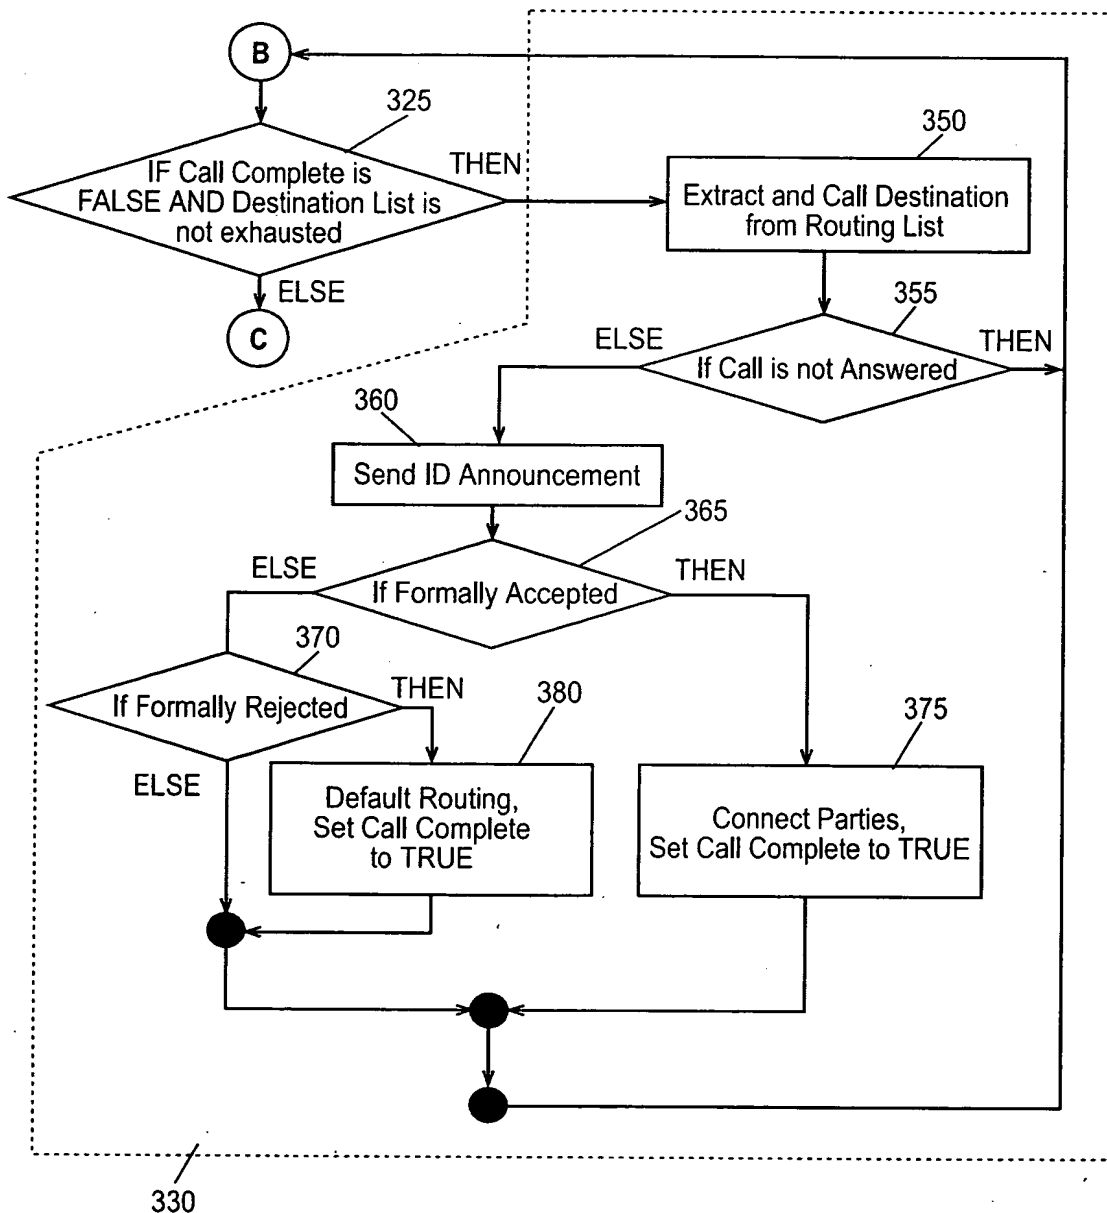 B
325
IF Call Complete is
FALSE AND Destination List is
not exhausted
THEN
350
Extract and Call Destination
from Routing List
ELSE
C
355
ELSE
If Call is not Answered
THEN
360
Send ID Announcement
365
ELSE
If Formally Accepted
THEN
370
If Formally Rejected
THEN
380
375
ELSE
Default Routing,
Set Call Complete
to TRUE
Connect Parties,
Set Call Complete to TRUE
330